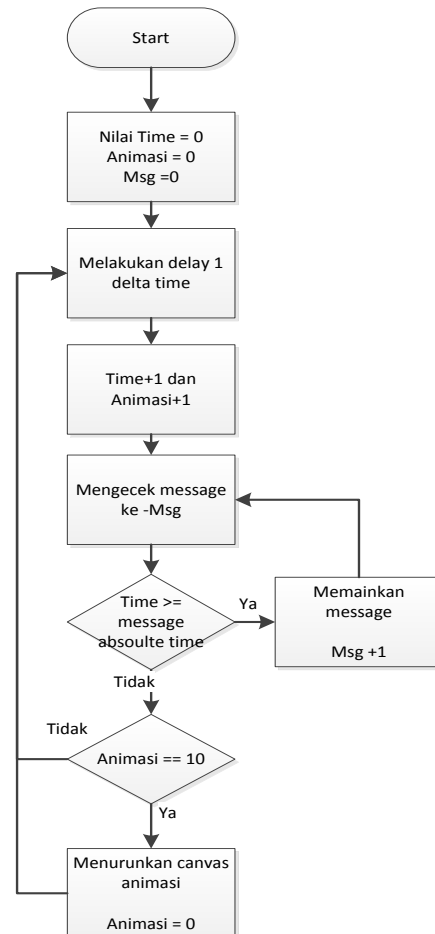 Start
Nilai Time = 0
Animasi = 0
Msg =0
Melakukan delay 1
delta time
Time+1 dan
Animasi+1
Mengecek message
ke -Msg
Time >=
message
absoulte time
Ya
Memainkan
message
Msg +1
Tidak
Tidak
Animasi == 10
Ya
Menurunkan canvas
animasi
Animasi = 0